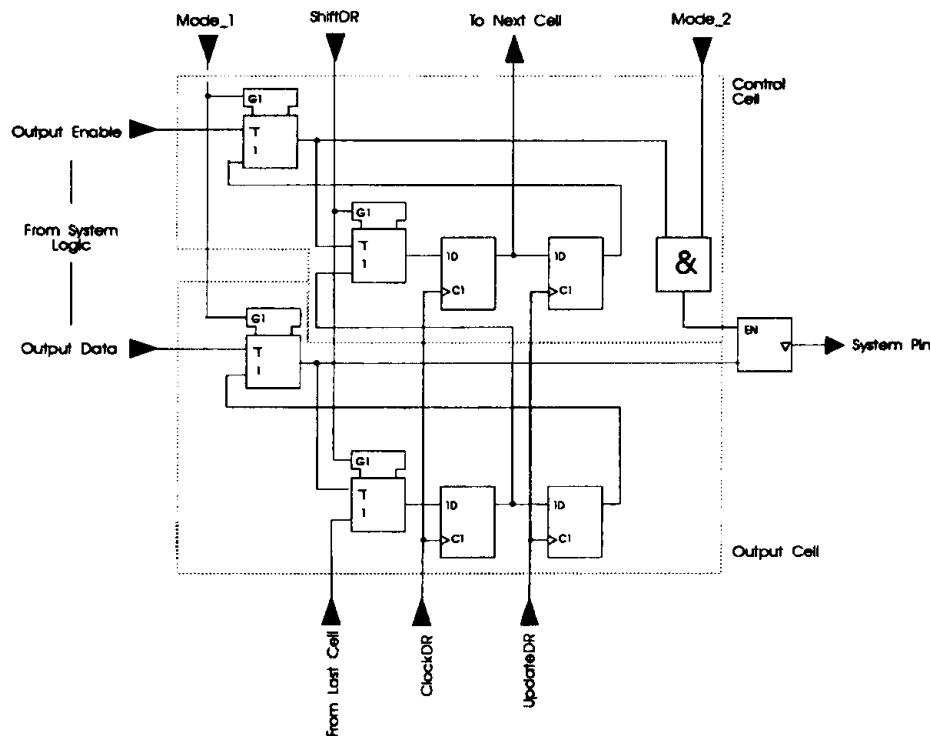 Mode_1
ShiftDR
To Next Cell
Mode_2
Control
Cell
G1
Output Enable
T
1
G1
From System
Logic
T
1
1D
1D
&
C1
C1
G1
EN
Output Data
T
1
System Pin
G1
T
1
1D
1D
C1
C1
Output Cell
From Last Cell
ClockDR
UpdateDR